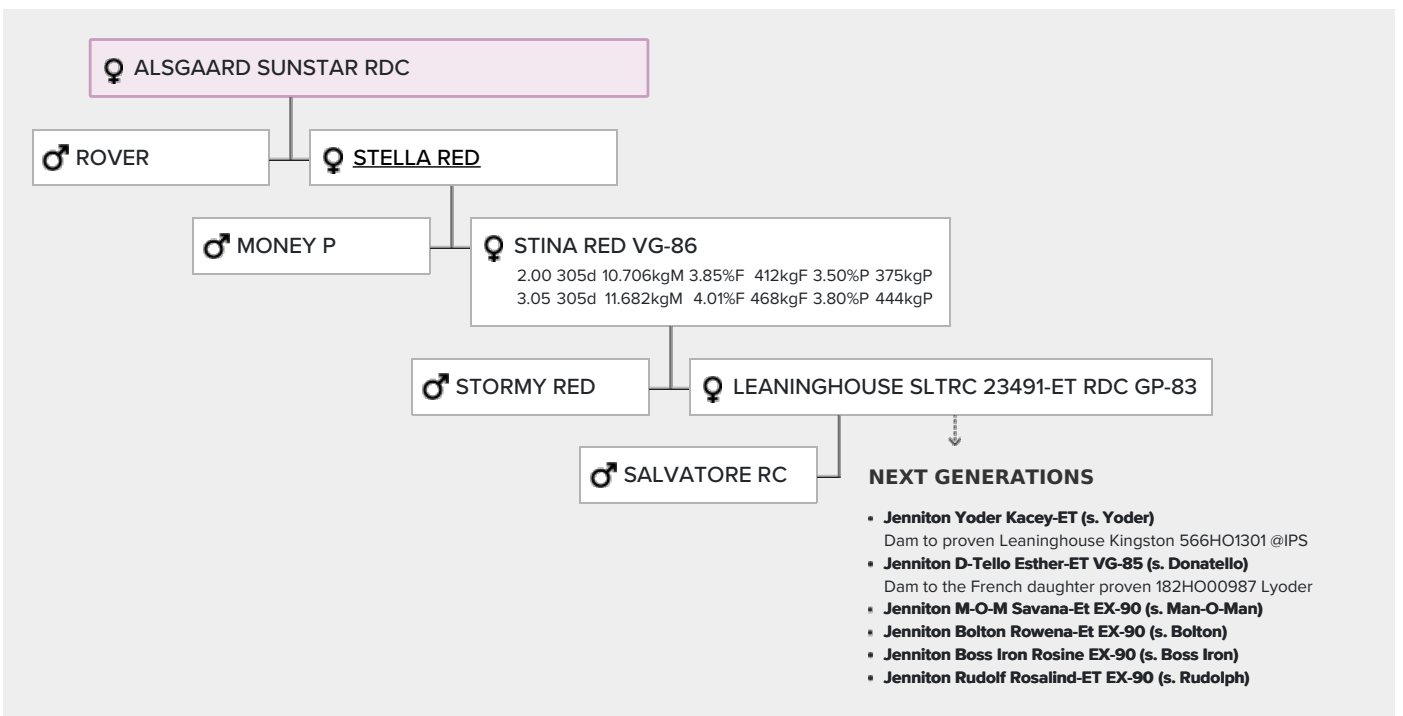 ALSGAARD SUNSTAR RDC
ROVER
STELLA RED
MONEY P
STINA RED VG-86
2.00 305d 10.706kgM 3.85%F 412kgF 3.50%P 375kgP
3.05 305d 11.682kgM 4.01%F 468kgF 3.80%P 444kgP
STORMY RED
LEANINGHOUSE SLTRC 23491-ET RDC GP-83
SALVATORE RC
NEXT GENERATIONS
• Jenniton Yoder Kacey-ET (s. Yoder)
Dam to proven Leaninghouse Kingston 566HO1301 @IPS
• Jenniton D-Tello Esther-ET VG-85 (s. Donatello)
Dam to the French daughter proven 182HO00987 Lyoder
• Jenniton M-O-M Savana-Et EX-90 (s. Man-O-Man)
• Jenniton Bolton Rowena-Et EX-90 (s. Bolton)
• Jenniton Boss Iron Rosine EX-90 (s. Boss Iron)
• Jenniton Rudolf Rosalind-ET EX-90 (s. Rudolph)